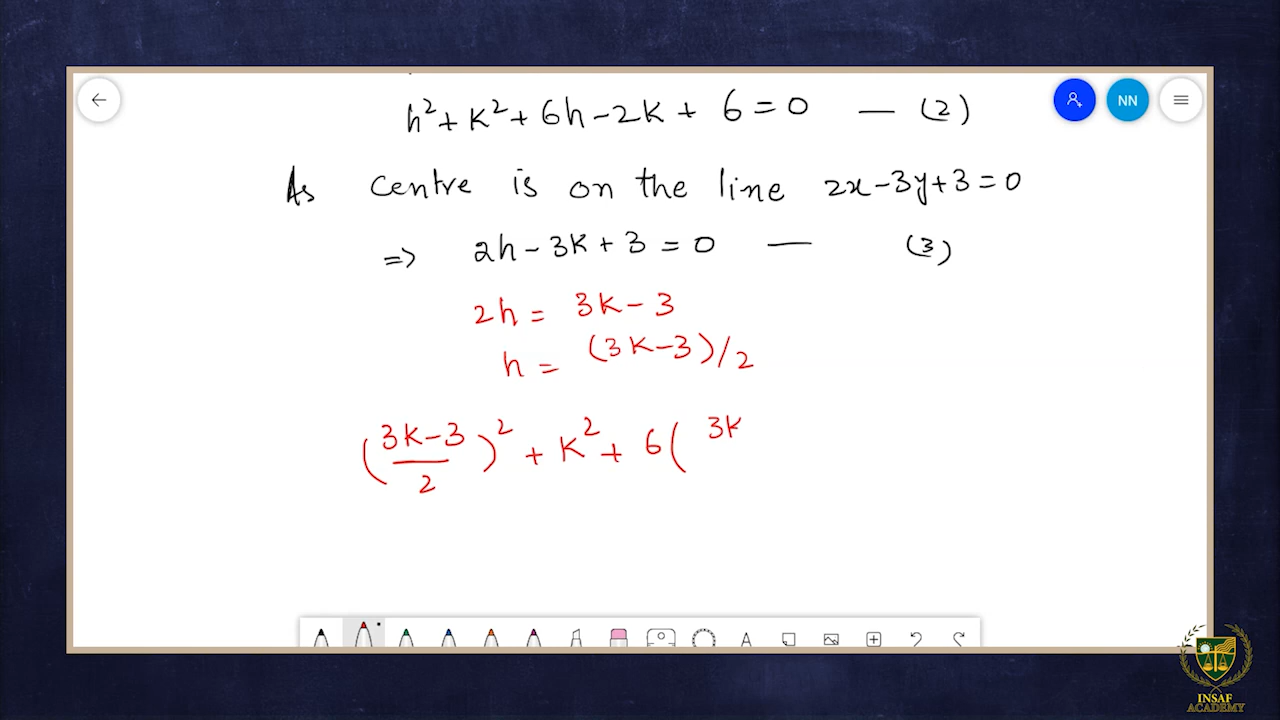 h²+k²+6h-2k+6=0 — (2)
NN
As centre is on the line 2x-3y+3=0
=> 2h-3k+3=0 — (3)
2h = 3k-3
h = (3k-3)/2
(3k-3/2)²+k²+6(3k
A
INSAF
ACADEMY